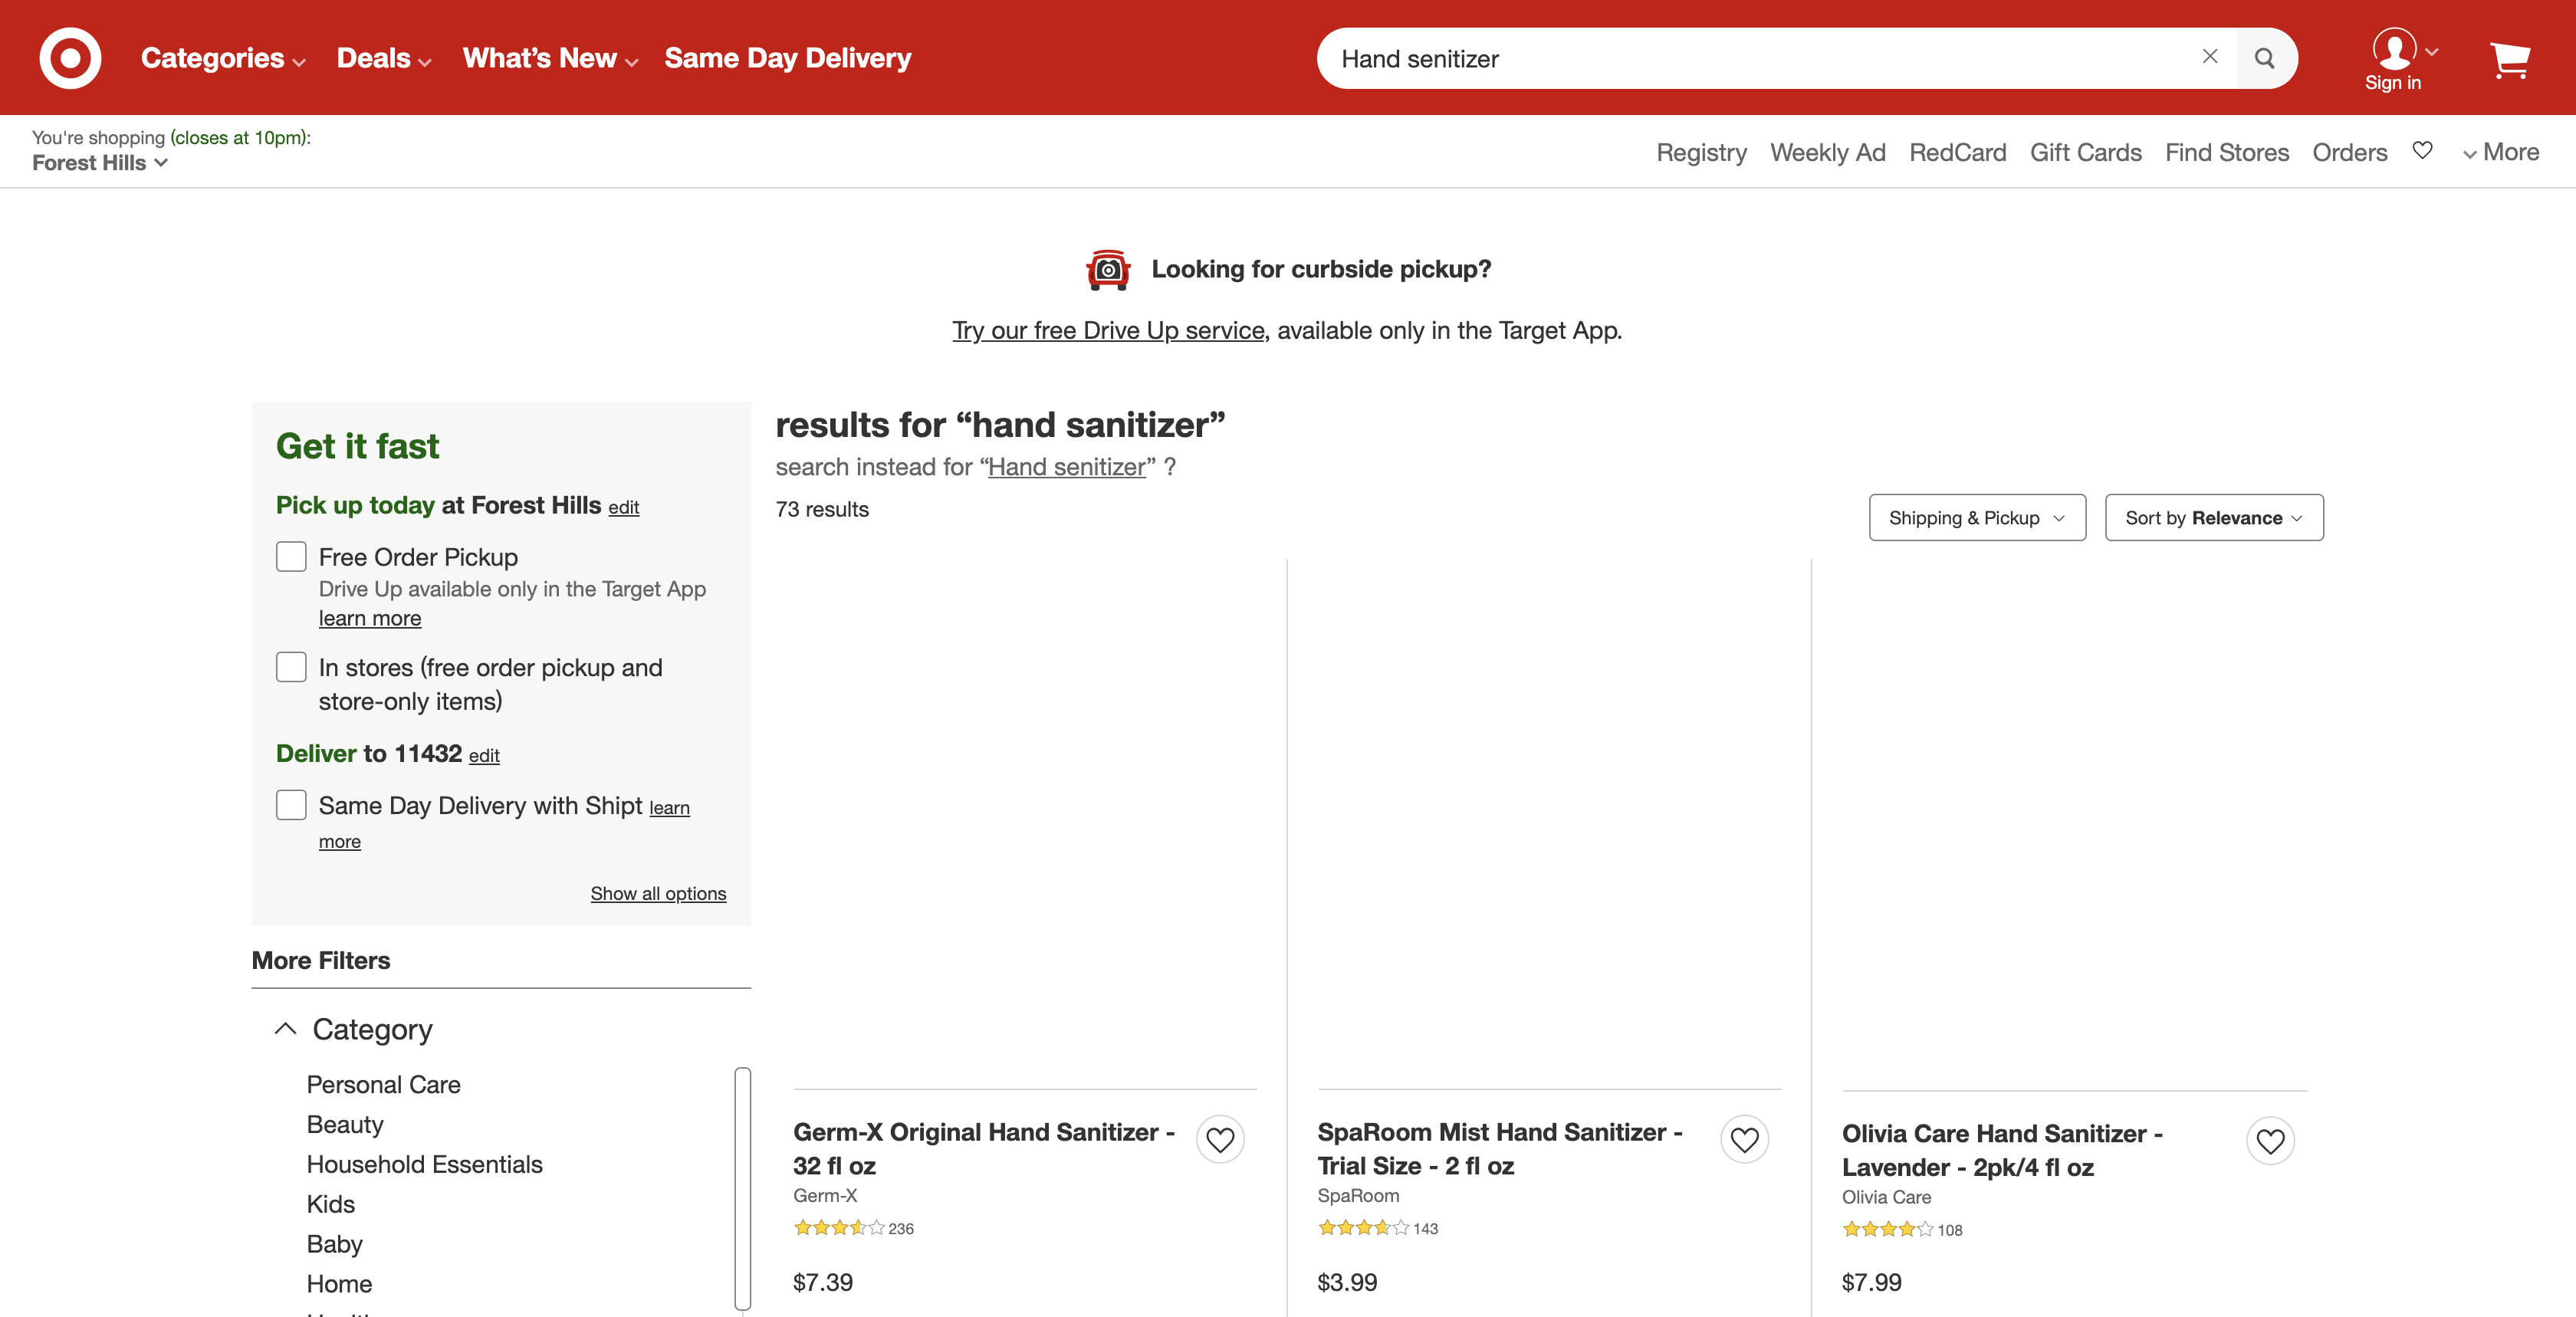 Categories
Deals
What's New
Same Day Delivery
Hand senitizer
Sign in
You're shopping (closes at 10pm):
Forest Hills
Registry
Weekly Ad
RedCard
Gift Cards
Find Stores
Orders
More
Looking for curbside pickup?
Try our free Drive Up service, available only in the Target App.
Get it fast
Pick up today at Forest Hills edit
Free Order Pickup
Drive Up available only in the Target App
learn more
In stores (free order pickup and
store-only items)
Deliver to 11432 edit
Same Day Delivery with Shipt learn
more
Show all options
More Filters
Category
Personal Care
Beauty
Household Essentials
Kids
Baby
Home
results for “hand sanitizer”
search instead for “Hand senitizer” ?
73 results
Shipping & Pickup
Sort by Relevance
Germ-X Original Hand Sanitizer -
32 fl oz
Germ-X
236
$7.39
SpaRoom Mist Hand Sanitizer -
Trial Size - 2 fl oz
SpaRoom
143
$3.99
Olivia Care Hand Sanitizer -
Lavender - 2pk/4 fl oz
Olivia Care
108
$7.99